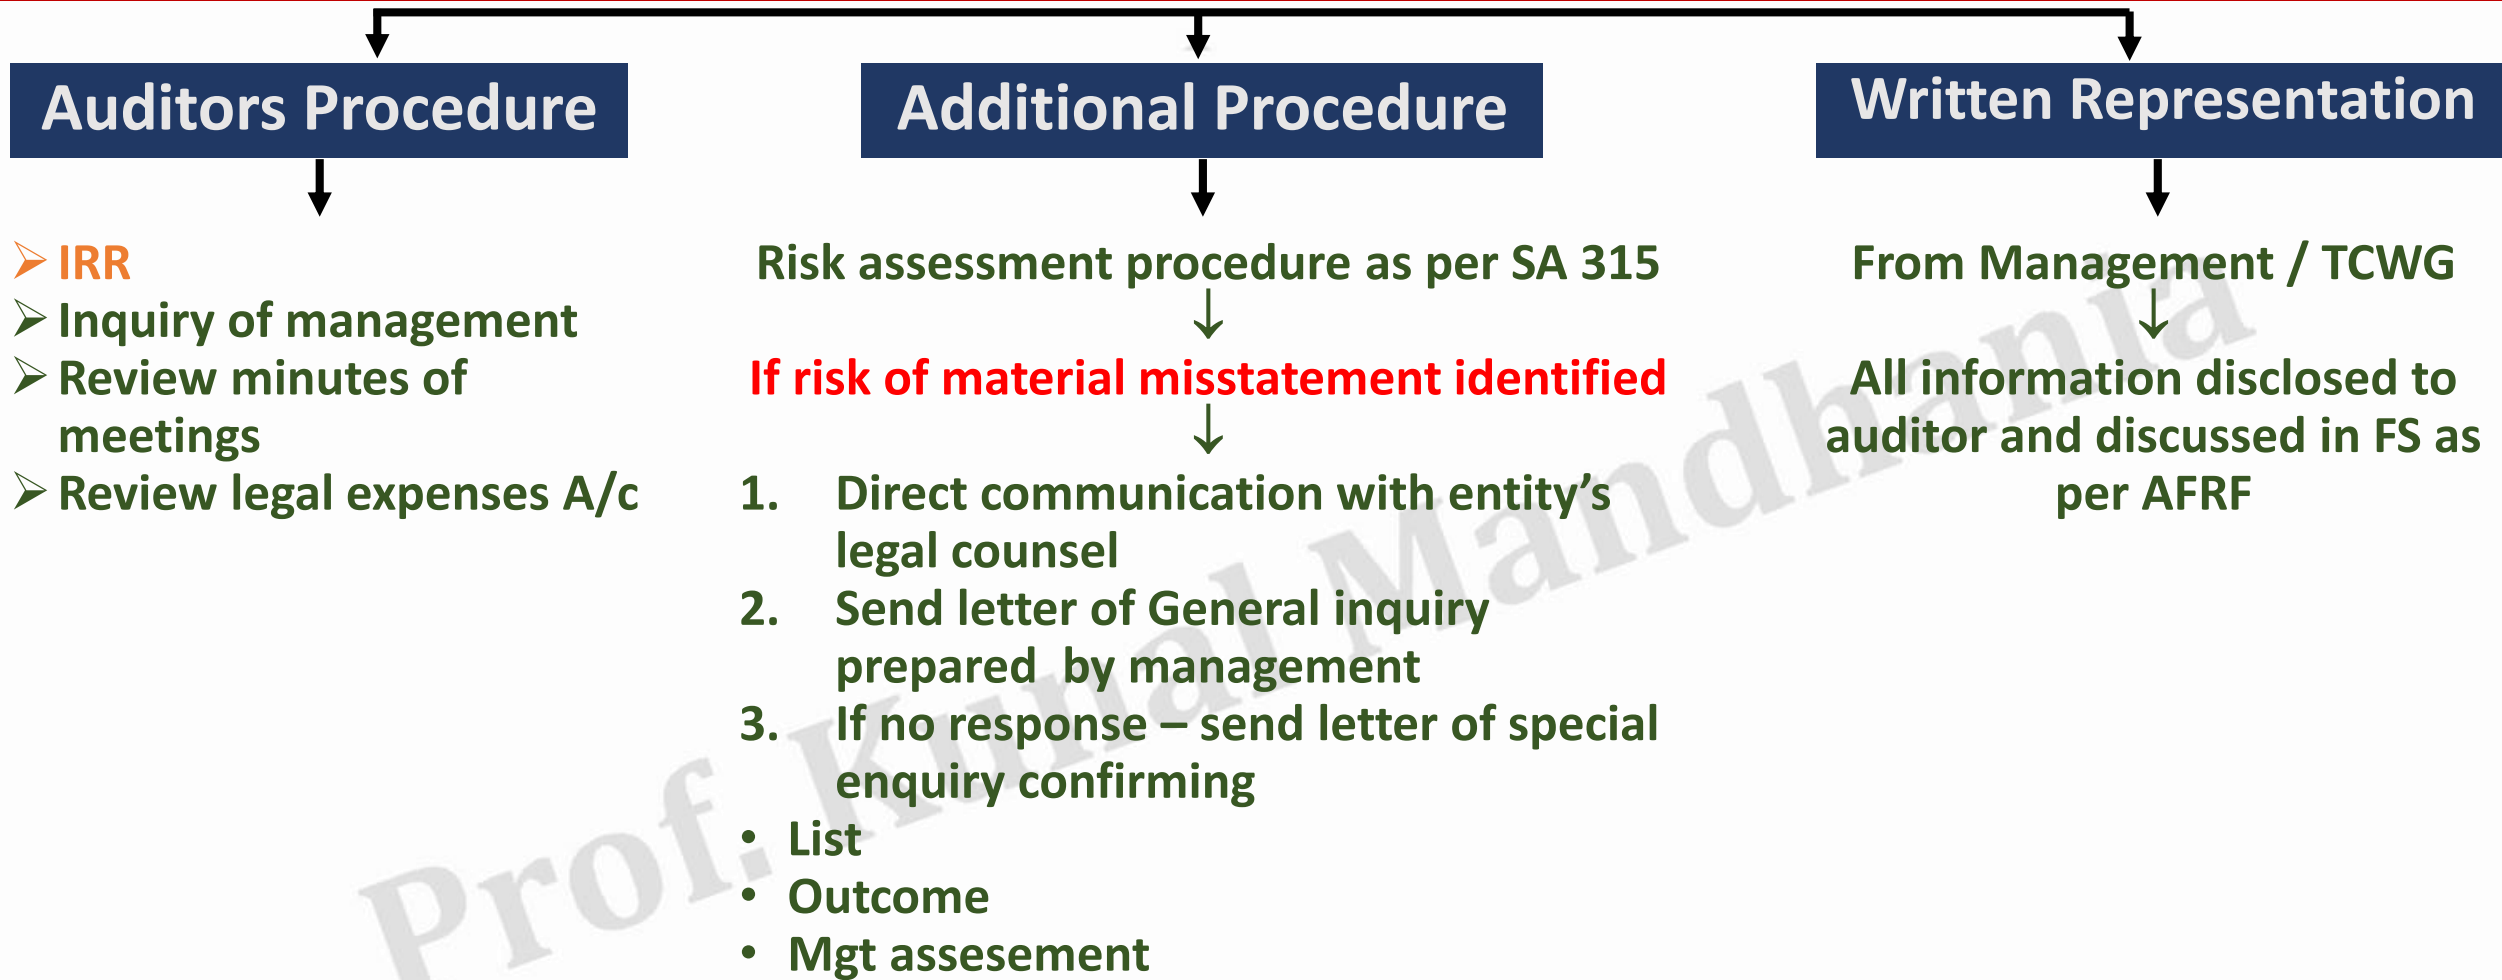 Auditors Procedure
IRR
Inquiry of management
Review minutes of
meetings
Review legal expenses A/c
Additional Procedure
Risk assessment procedure as per SA 315
If risk of material misstatement identified
1. Direct communication with entity’s
legal counsel
2. Send letter of General inquiry
prepared by management
3. If no response – send letter of special
enquiry confirming
• List
• Outcome
• Mgt assesement
Written Representation
From Management / TCWG
All information disclosed to
auditor and discussed in FS as
per AFRF
Prof. Kunal Mandhania